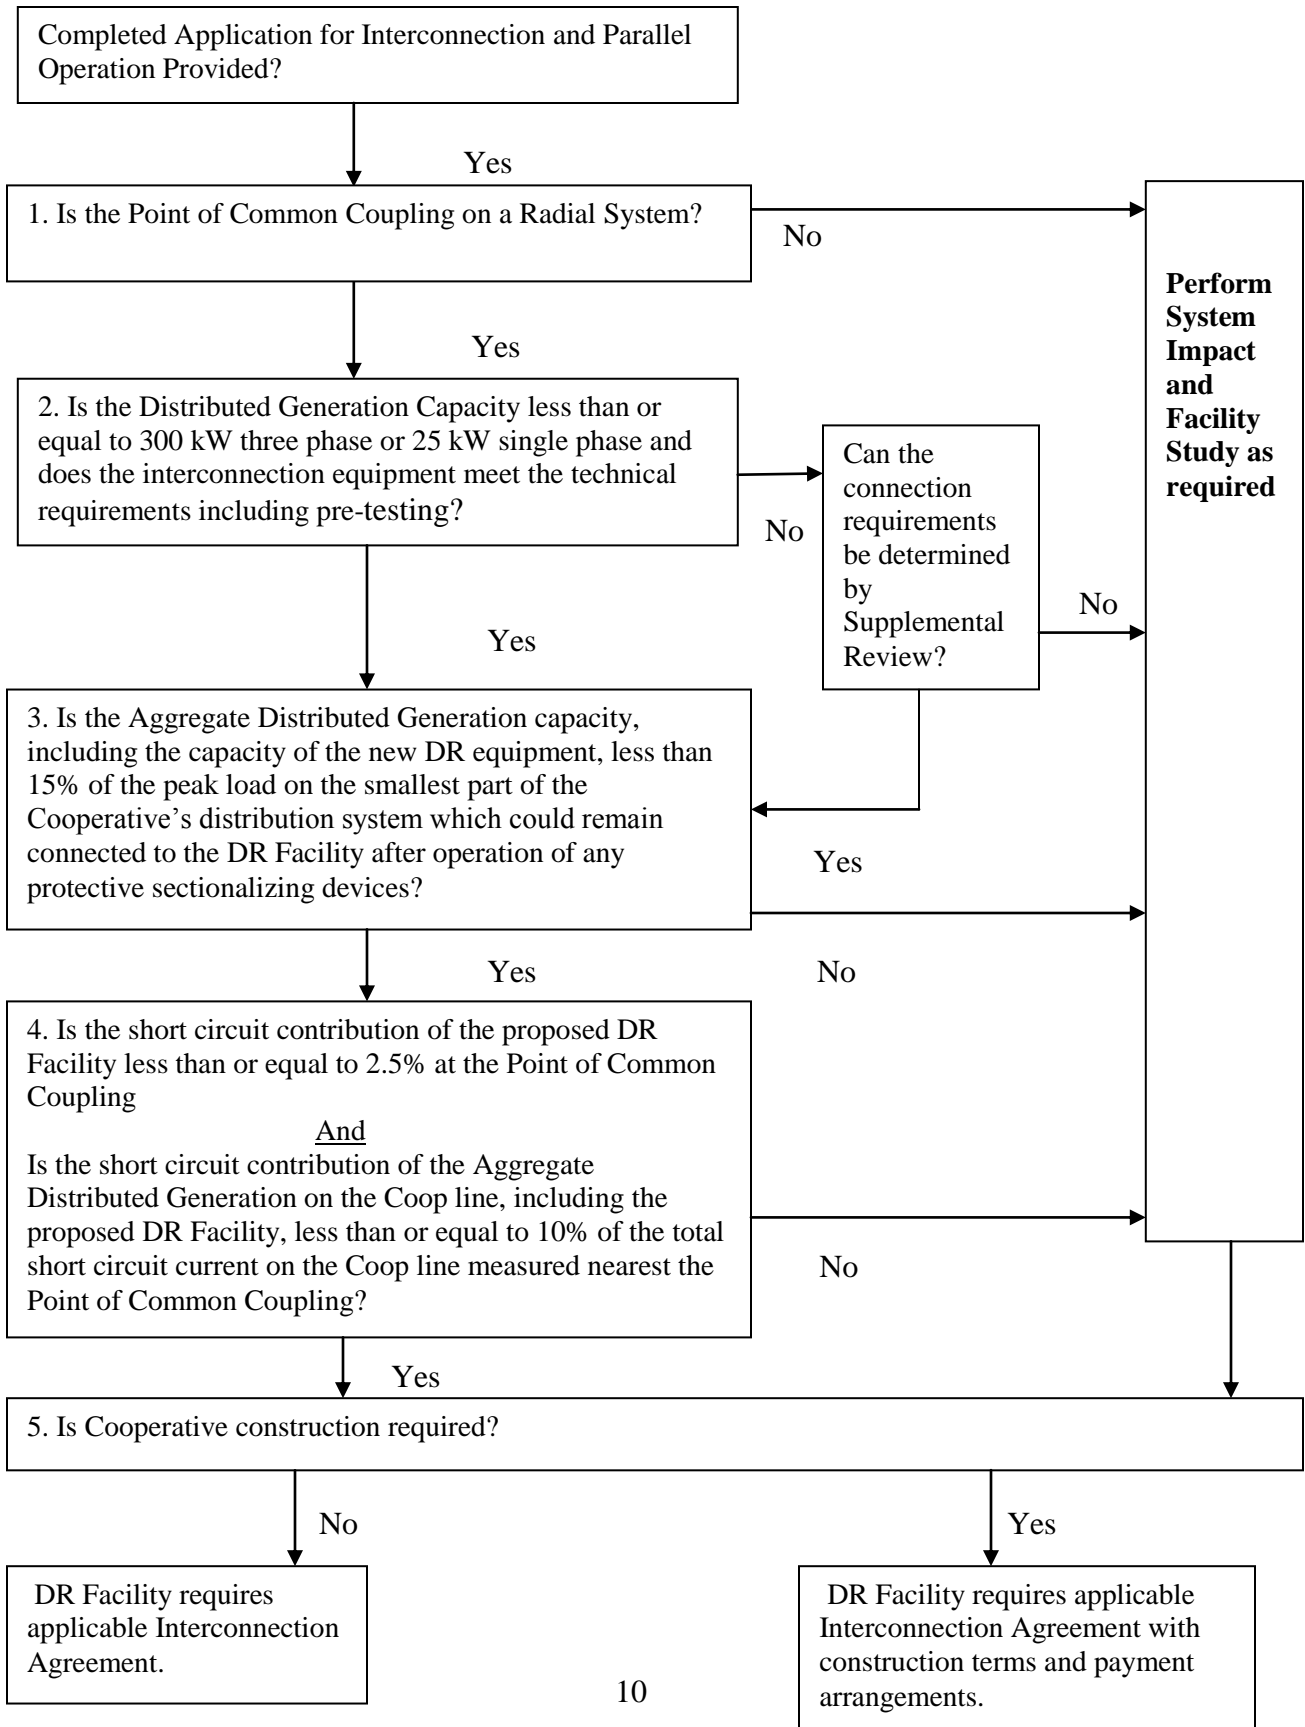 Completed Application for Interconnection and Parallel
Operation Provided?
Yes
1. Is the Point of Common Coupling on a Radial System?
No
Perform
System
Impact
and
Facility
Study as
required
Yes
2. Is the Distributed Generation Capacity less than or
equal to 300 kW three phase or 25 kW single phase and
does the interconnection equipment meet the technical
requirements including pre-testing?
No
Can the
connection
requirements
be determined
by
Supplemental
Review?
No
Yes
3. Is the Aggregate Distributed Generation capacity,
including the capacity of the new DR equipment, less than
15% of the peak load on the smallest part of the
Cooperative’s distribution system which could remain
connected to the DR Facility after operation of any
protective sectionalizing devices?
Yes
Yes
No
4. Is the short circuit contribution of the proposed DR
Facility less than or equal to 2.5% at the Point of Common
Coupling
And
Is the short circuit contribution of the Aggregate
Distributed Generation on the Coop line, including the
proposed DR Facility, less than or equal to 10% of the total
short circuit current on the Coop line measured nearest the
Point of Common Coupling?
No
Yes
5. Is Cooperative construction required?
No
Yes
DR Facility requires
applicable Interconnection
Agreement.
DR Facility requires applicable
Interconnection Agreement with
construction terms and payment
arrangements.
10